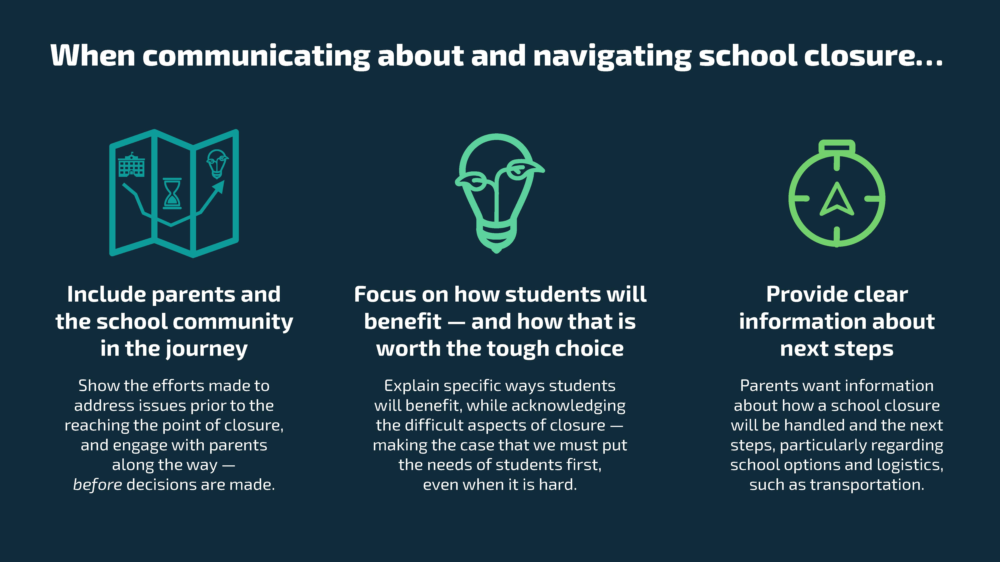 When communicating about and navigating school closure...
Include parents and
the school community
in the journey
Show the efforts made to
address issues prior to the
reaching the point of closure,
and engage with parents
along the way —
before decisions are made.
Focus on how students will
benefit — and how that is
worth the tough choice
Explain specific ways students
will benefit, while acknowledging
the difficult aspects of closure —
making the case that we must put
the needs of students first,
even when it is hard.
Provide clear
information about
next steps
Parents want information
about how a school closure
will be handled and the next
steps, particularly regarding
school options and logistics,
such as transportation.